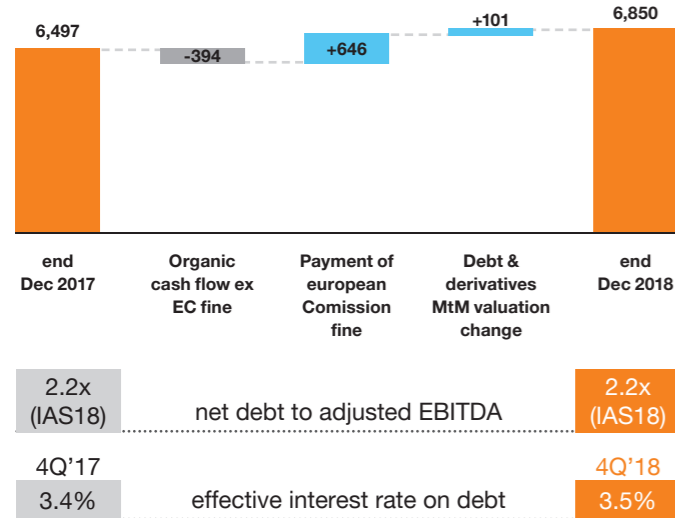 6,497
-394
+646
+101
6,850
end
Dec 2017
Organic
cash flow ex
EC fine
Payment of
european
Comission
fine
Debt &
derivatives
MtM valuation
change
end
Dec 2018
2.2x
(IAS18)
net debt to adjusted EBITDA
2.2x
(IAS18)
4Q'17
3.4%
effective interest rate on debt
4Q'18
3.5%